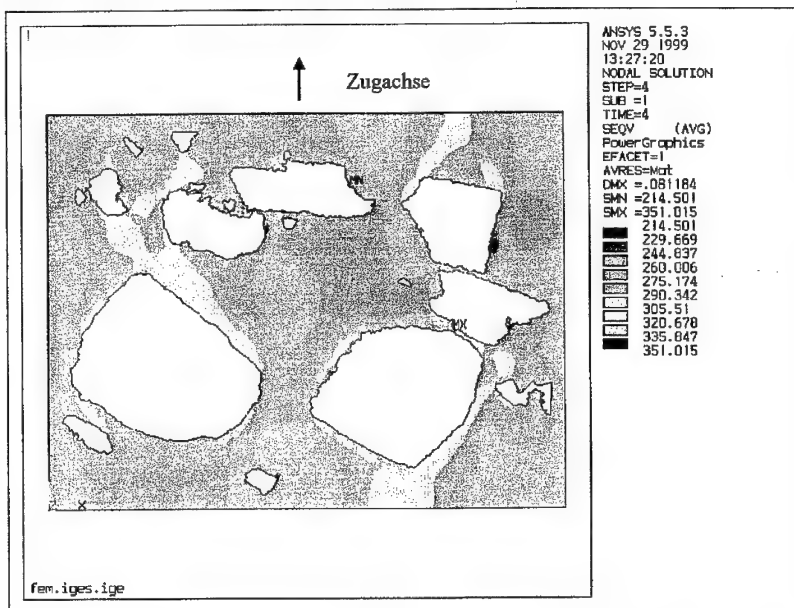 1
Zugachse
MN
MX
X
fem.iges.ige
ANSYS 5.5.3
NOV 29 1999
13:27:20
NODAL SOLUTION
STEP=4
SUB =1
TIME=4
SEQV (AVG)
PowerGraphics
EFACET=1
AVRES=Mat
DMX =.081184
SMN =214.501
SMX =351.015
214.501
229.669
244.837
260.006
275.174
290.342
305.51
320.678
335.847
351.015